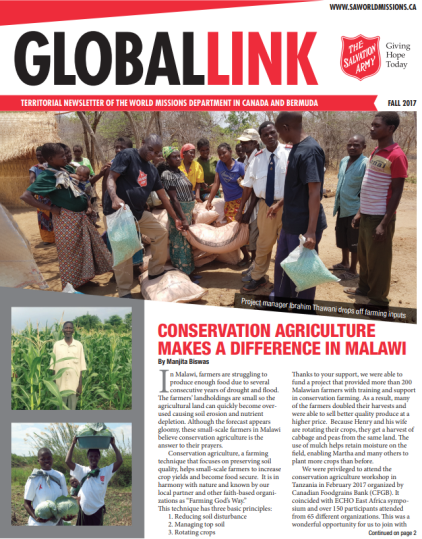 WWW.SAWORLDMISSIONS.CA
GLOBALLINK
THE
SALVATION
ARMY
Giving
Hope
Today
TERRITORIAL NEWSLETTER OF THE WORLD MISSIONS DEPARTMENT IN CANADA AND BERMUDA
FALL 2017
Project manager Ibrahim Thawani drops off farming inputs
CONSERVATION AGRICULTURE
MAKES A DIFFERENCE IN MALAWI
By Manjita Biswas
In Malawi, farmers are struggling to
produce enough food due to several
consecutive years of drought and flooding.
The farmers' landholdings are small so the
agricultural land can quickly become over-
used causing soil erosion and nutrient
depletion. Although the forecast appears
gloomy, these small-scale farmers in Malawi
believe conservation agriculture is the
answer to their prayers.
Conservation agriculture, a farming
technique that focuses on preserving soil
quality, helps small-scale farmers to increase
crop yields and become food secure. It is in
harmony with nature and known by our
local partner and other faith-based organi-
ations as "Farming God's Way."
This technique has three basic principles:
1. Reducing soil disturbance
2. Managing top soil
3. Rotating crops
Thanks to your support, we were able to
fund a project that provided more than 200
Malawian farmers with training and support
in conservation farming. As a result, many
of the farmers doubled their harvests and
were able to sell better quality produce at a
higher price. Because Henry and his wife
are rotating their crops, they get a harvest of
cabbage and peas from the same land. The
use of mulch helps retain moisture on the
field, enabling Martha and many others to
plant more crops than before.
We were privileged to attend the
conservation agriculture workshop in
Tanzania in February 2017 organized by
Canadian Foodgrains Bank (CFGB). It
coincided with ECHO East Africa sympo-
sium and over 150 participants attended
from 65 different organizations. This was a
wonderful opportunity for us to join with
Continued on page 2